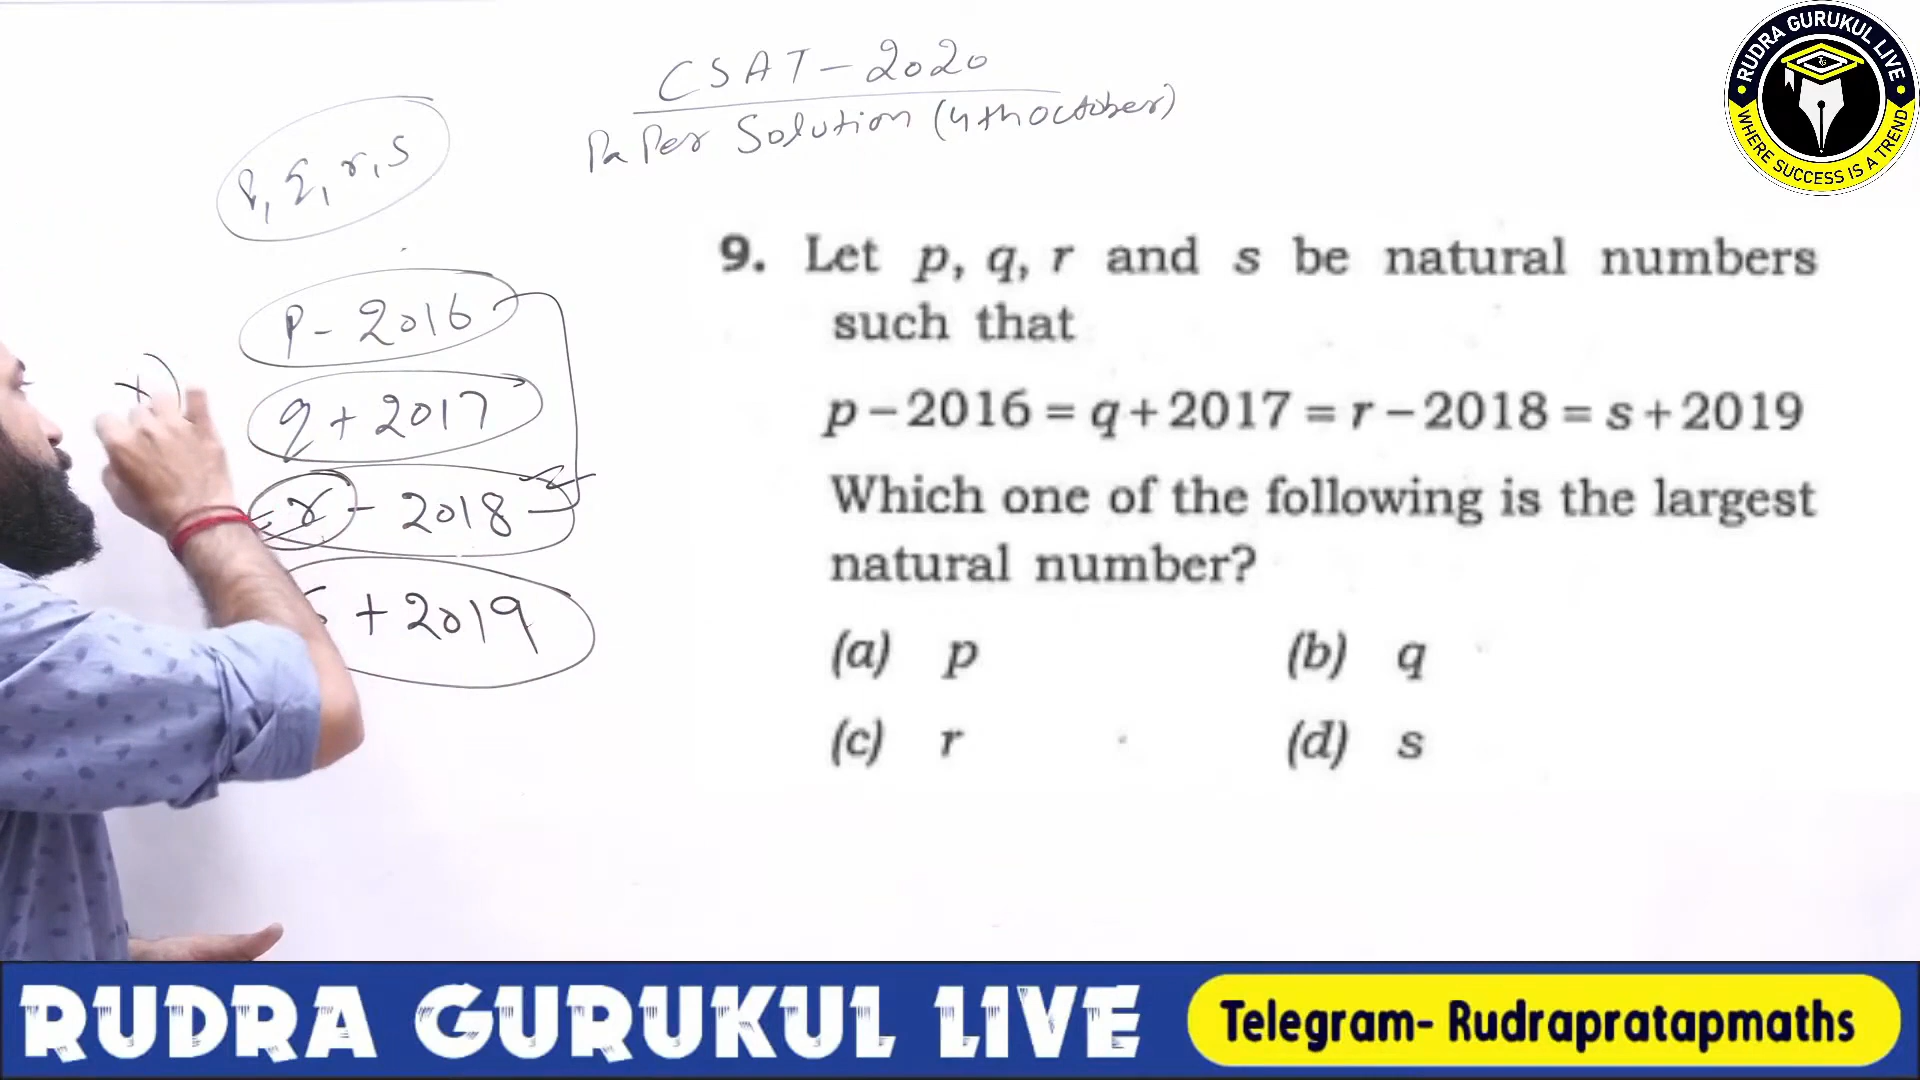 CSAT - 2020
PaPer Solution (4th october)
P, q, r, s
P - 2016
q + 2017
r - 2018
s + 2019
9. Let p, q, r and s be natural numbers
such that
p − 2016 = q + 2017 = r − 2018 = s + 2019
Which one of the following is the largest
natural number?
(a) p (b) q
(c) r (d) s
RUDRA GURUKUL LIVE
WHERE SUCCESS IS A TREND
RUDRA GURUKUL LIVE
Telegram- Rudrapratapmaths